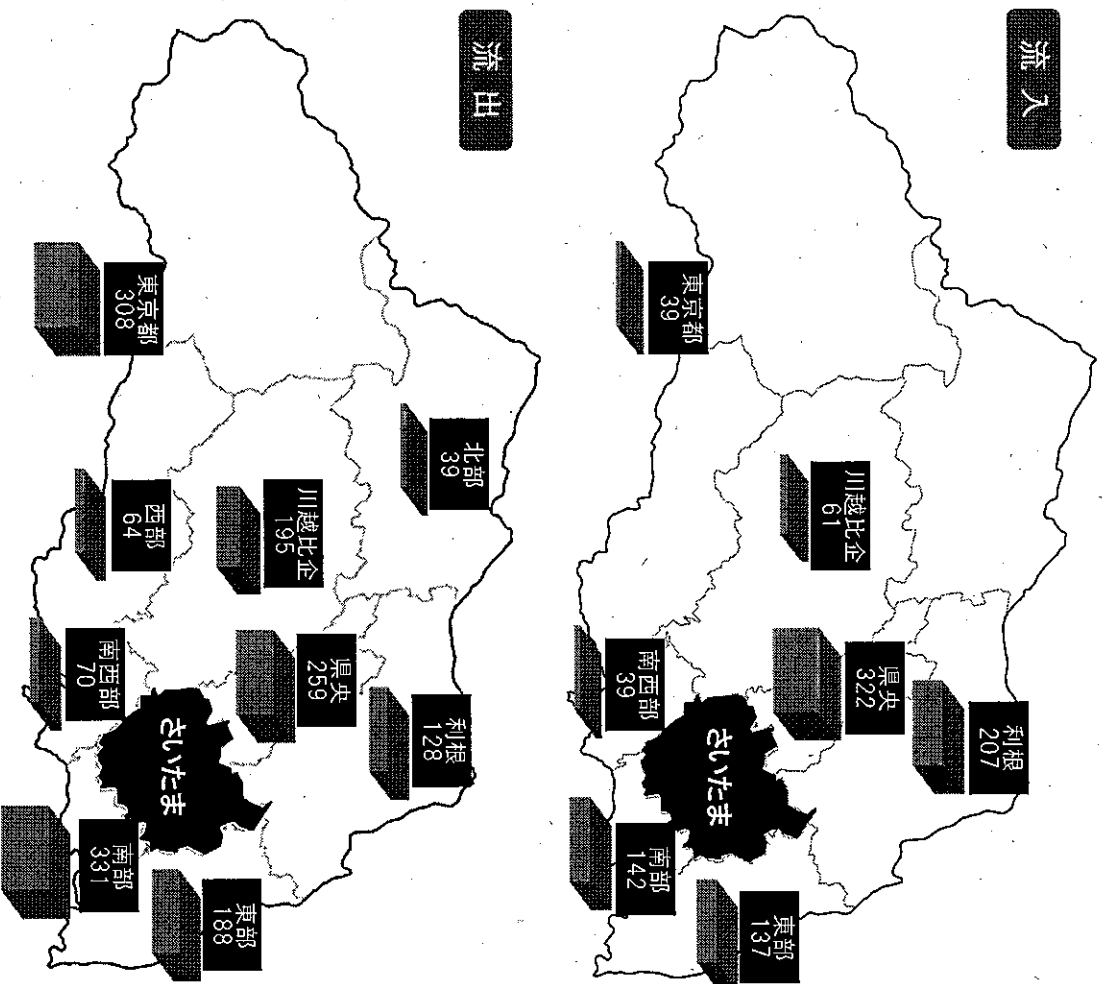 流入
利根
207
県央
322
川越比企
61
東京都
39
南西部
39
さいたま
南部
142
東部
137
流出
北部
39
利根
128
県央
259
川越比企
195
西部
64
東京都
308
南西部
70
さいたま
南部
331
東部
188